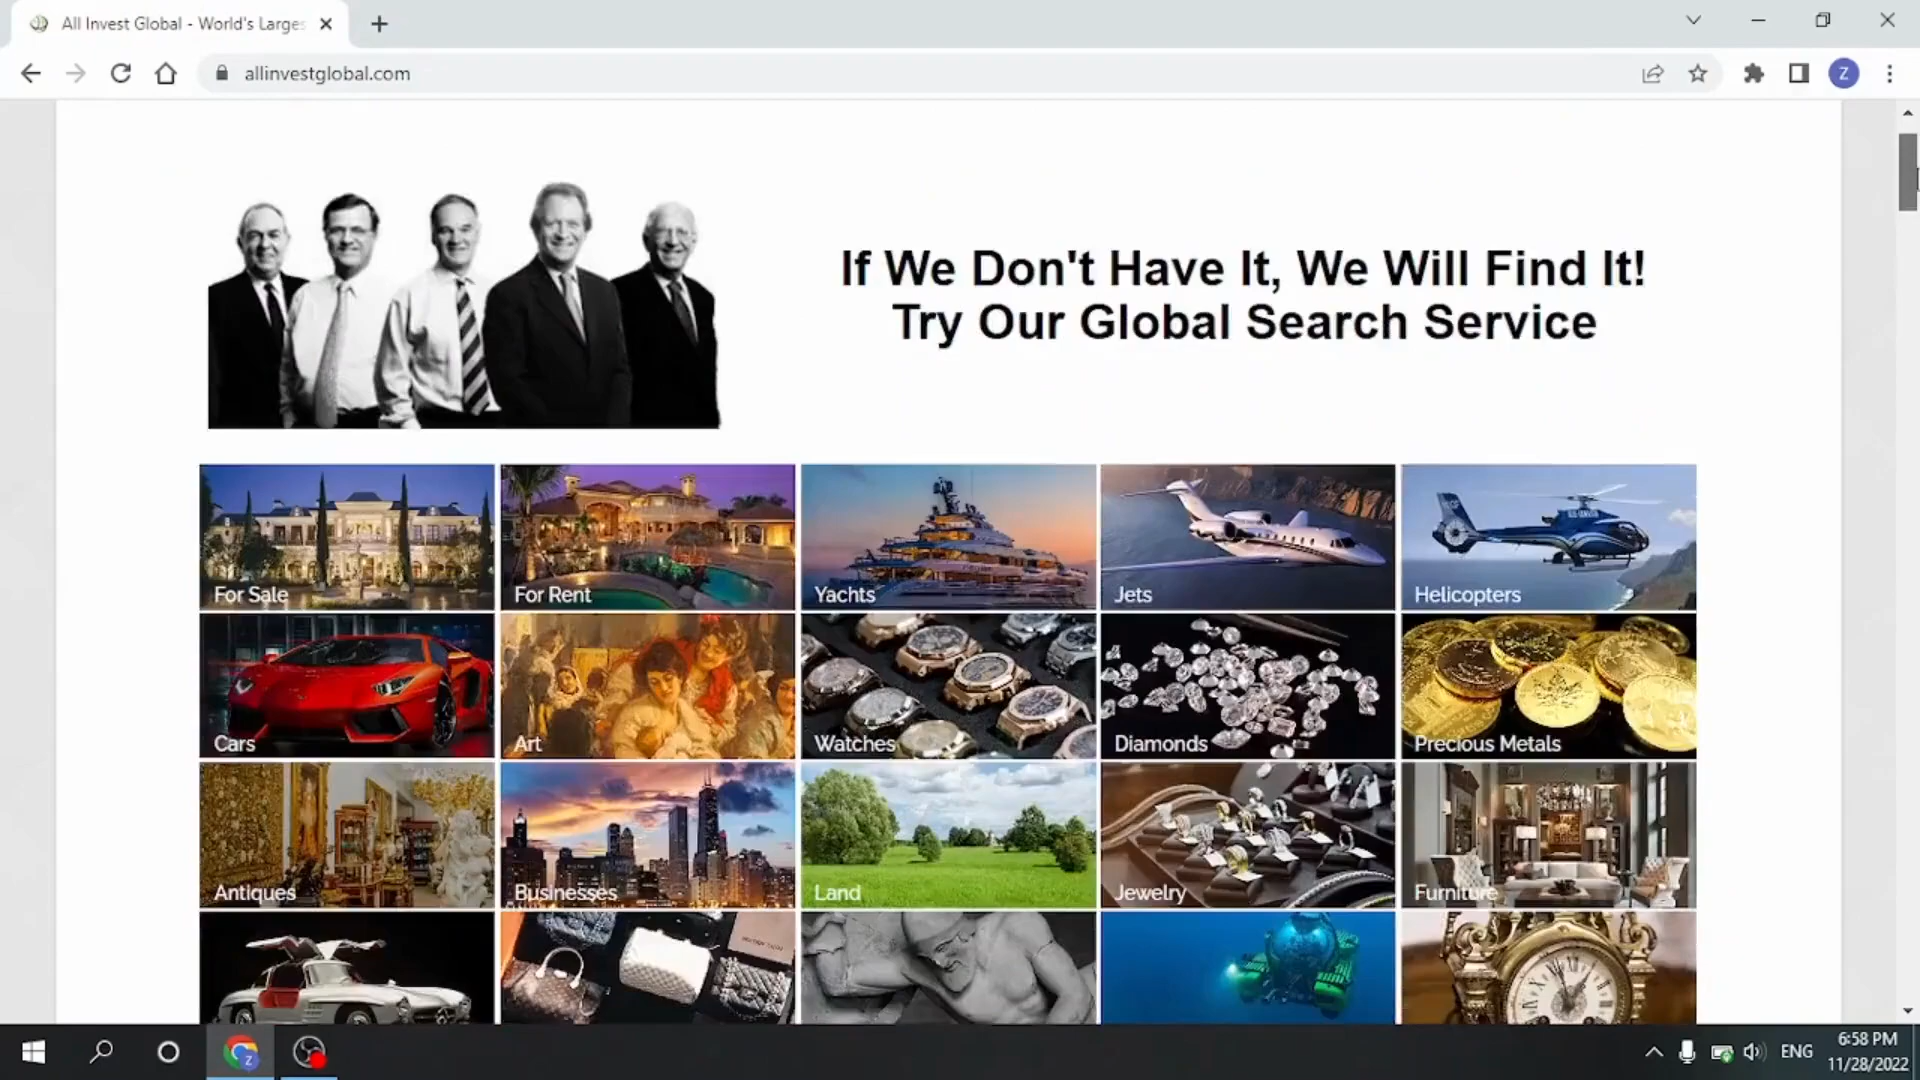 All Invest Global - World's Larges
allinvestglobal.com
Z
If We Don't Have It, We Will Find It!
Try Our Global Search Service
For Sale
For Rent
Yachts
Jets
Helicopters
Cars
Art
Watches
Diamonds
Precious Metals
Antiques
Businesses
Land
Jewelry
Furniture
ENG
6:58 PM
11/28/2022